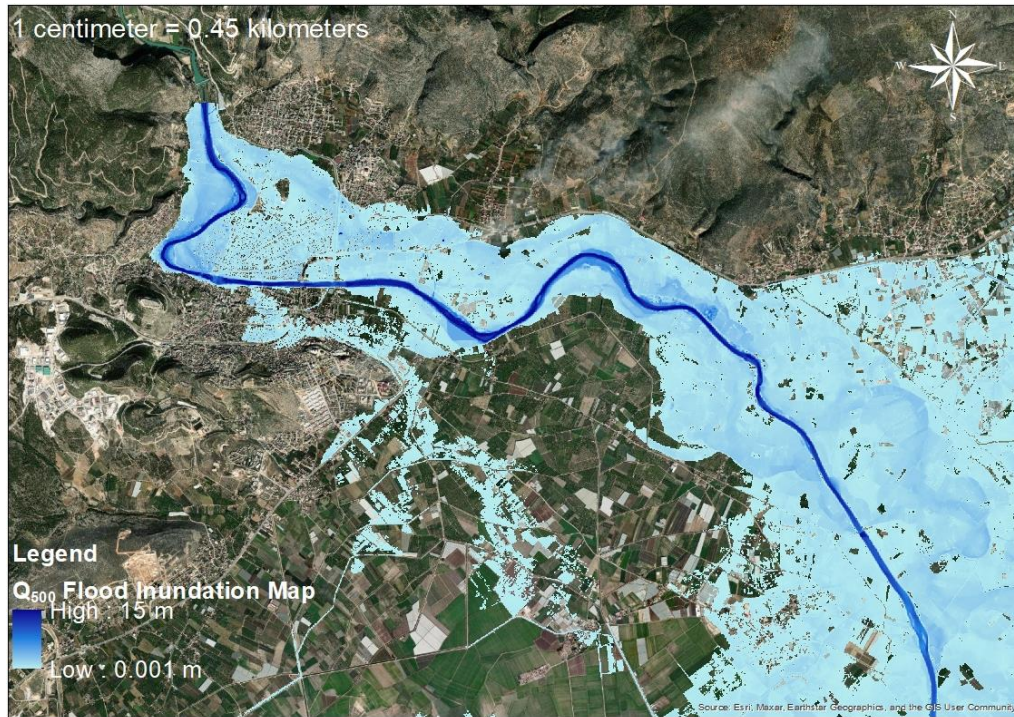 1 centimeter = 0.45 kilometers
N
W E
S
Legend
Q₅₀₀ Flood Inundation Map
High : 15 m
Low : 0.001 m
Source: Esri, Maxar, Earthstar Geographics, and the GIS User Community